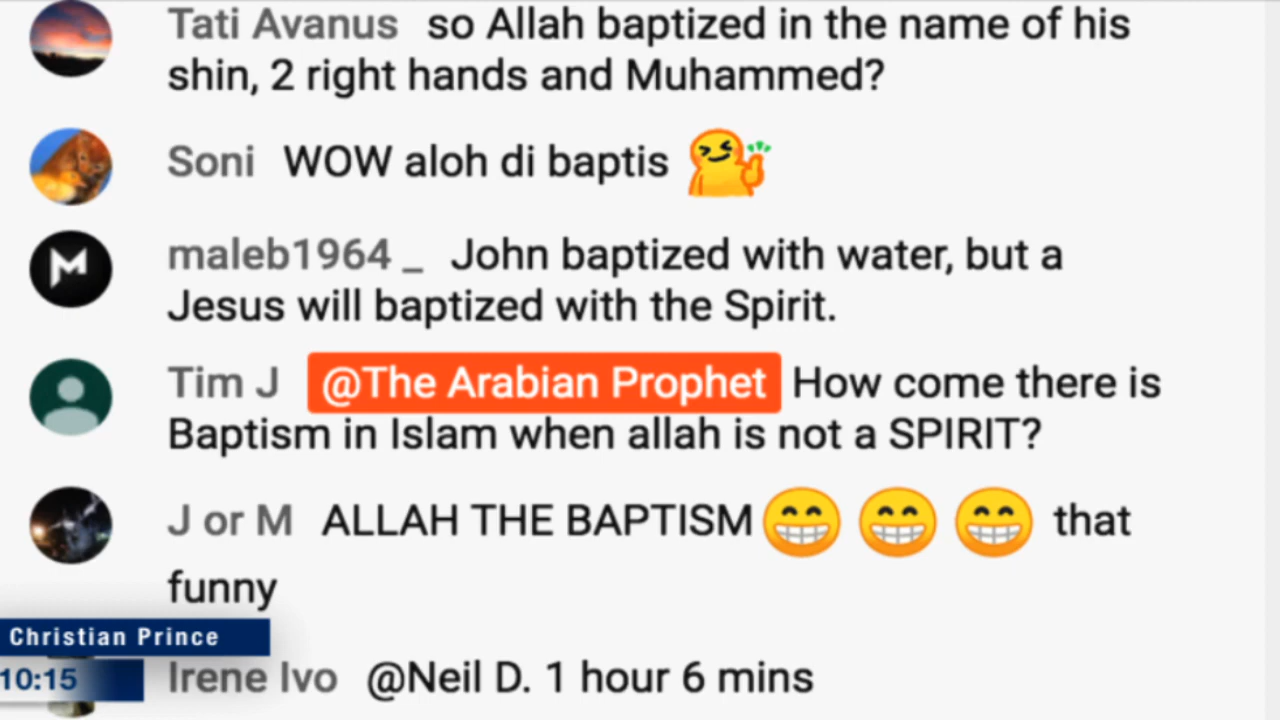 Tati Avanus so Allah baptized in the name of his
shin, 2 right hands and Muhammed?
Soni WOW aloh di baptis
M
maleb1964 _ John baptized with water, but a
Jesus will baptized with the Spirit.
Tim J @The Arabian Prophet How come there is
Baptism in Islam when allah is not a SPIRIT?
J or M ALLAH THE BAPTISM 😁 😁 😁 that
funny
Christian Prince
10:15
Irene Ivo @Neil D. 1 hour 6 mins